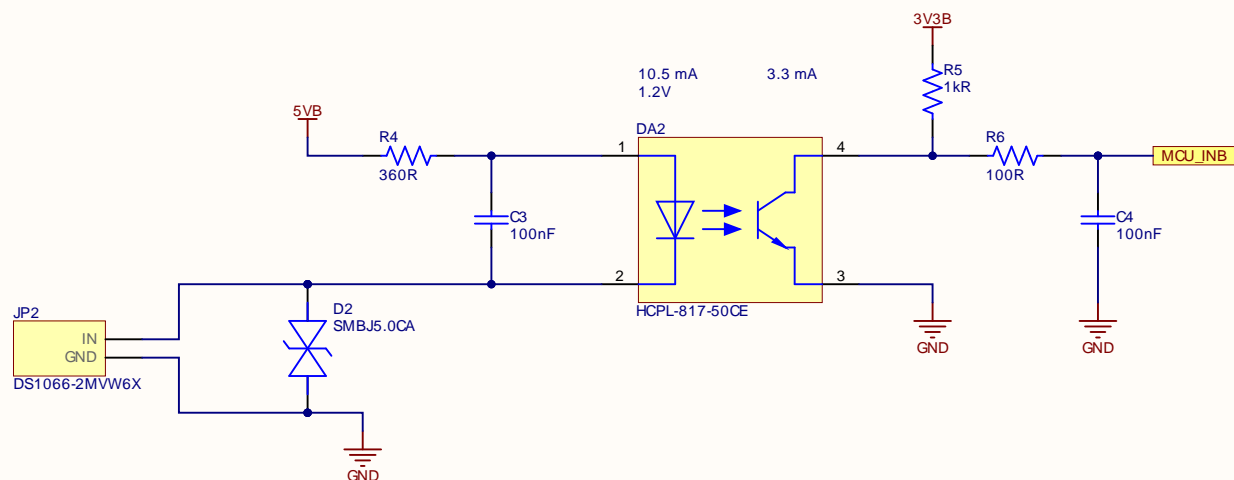 3V3B
10.5 mA
3.3 mA
1.2V
R5
1kR
5VB
DA2
R4
360R
1
4
R6
100R
MCU_INB
C3
100nF
C4
100nF
2
3
HCPL-817-50CE
JP2
IN
GND
DS1066-2MVW6X
D2
SMBJ5.0CA
GND
GND
GND